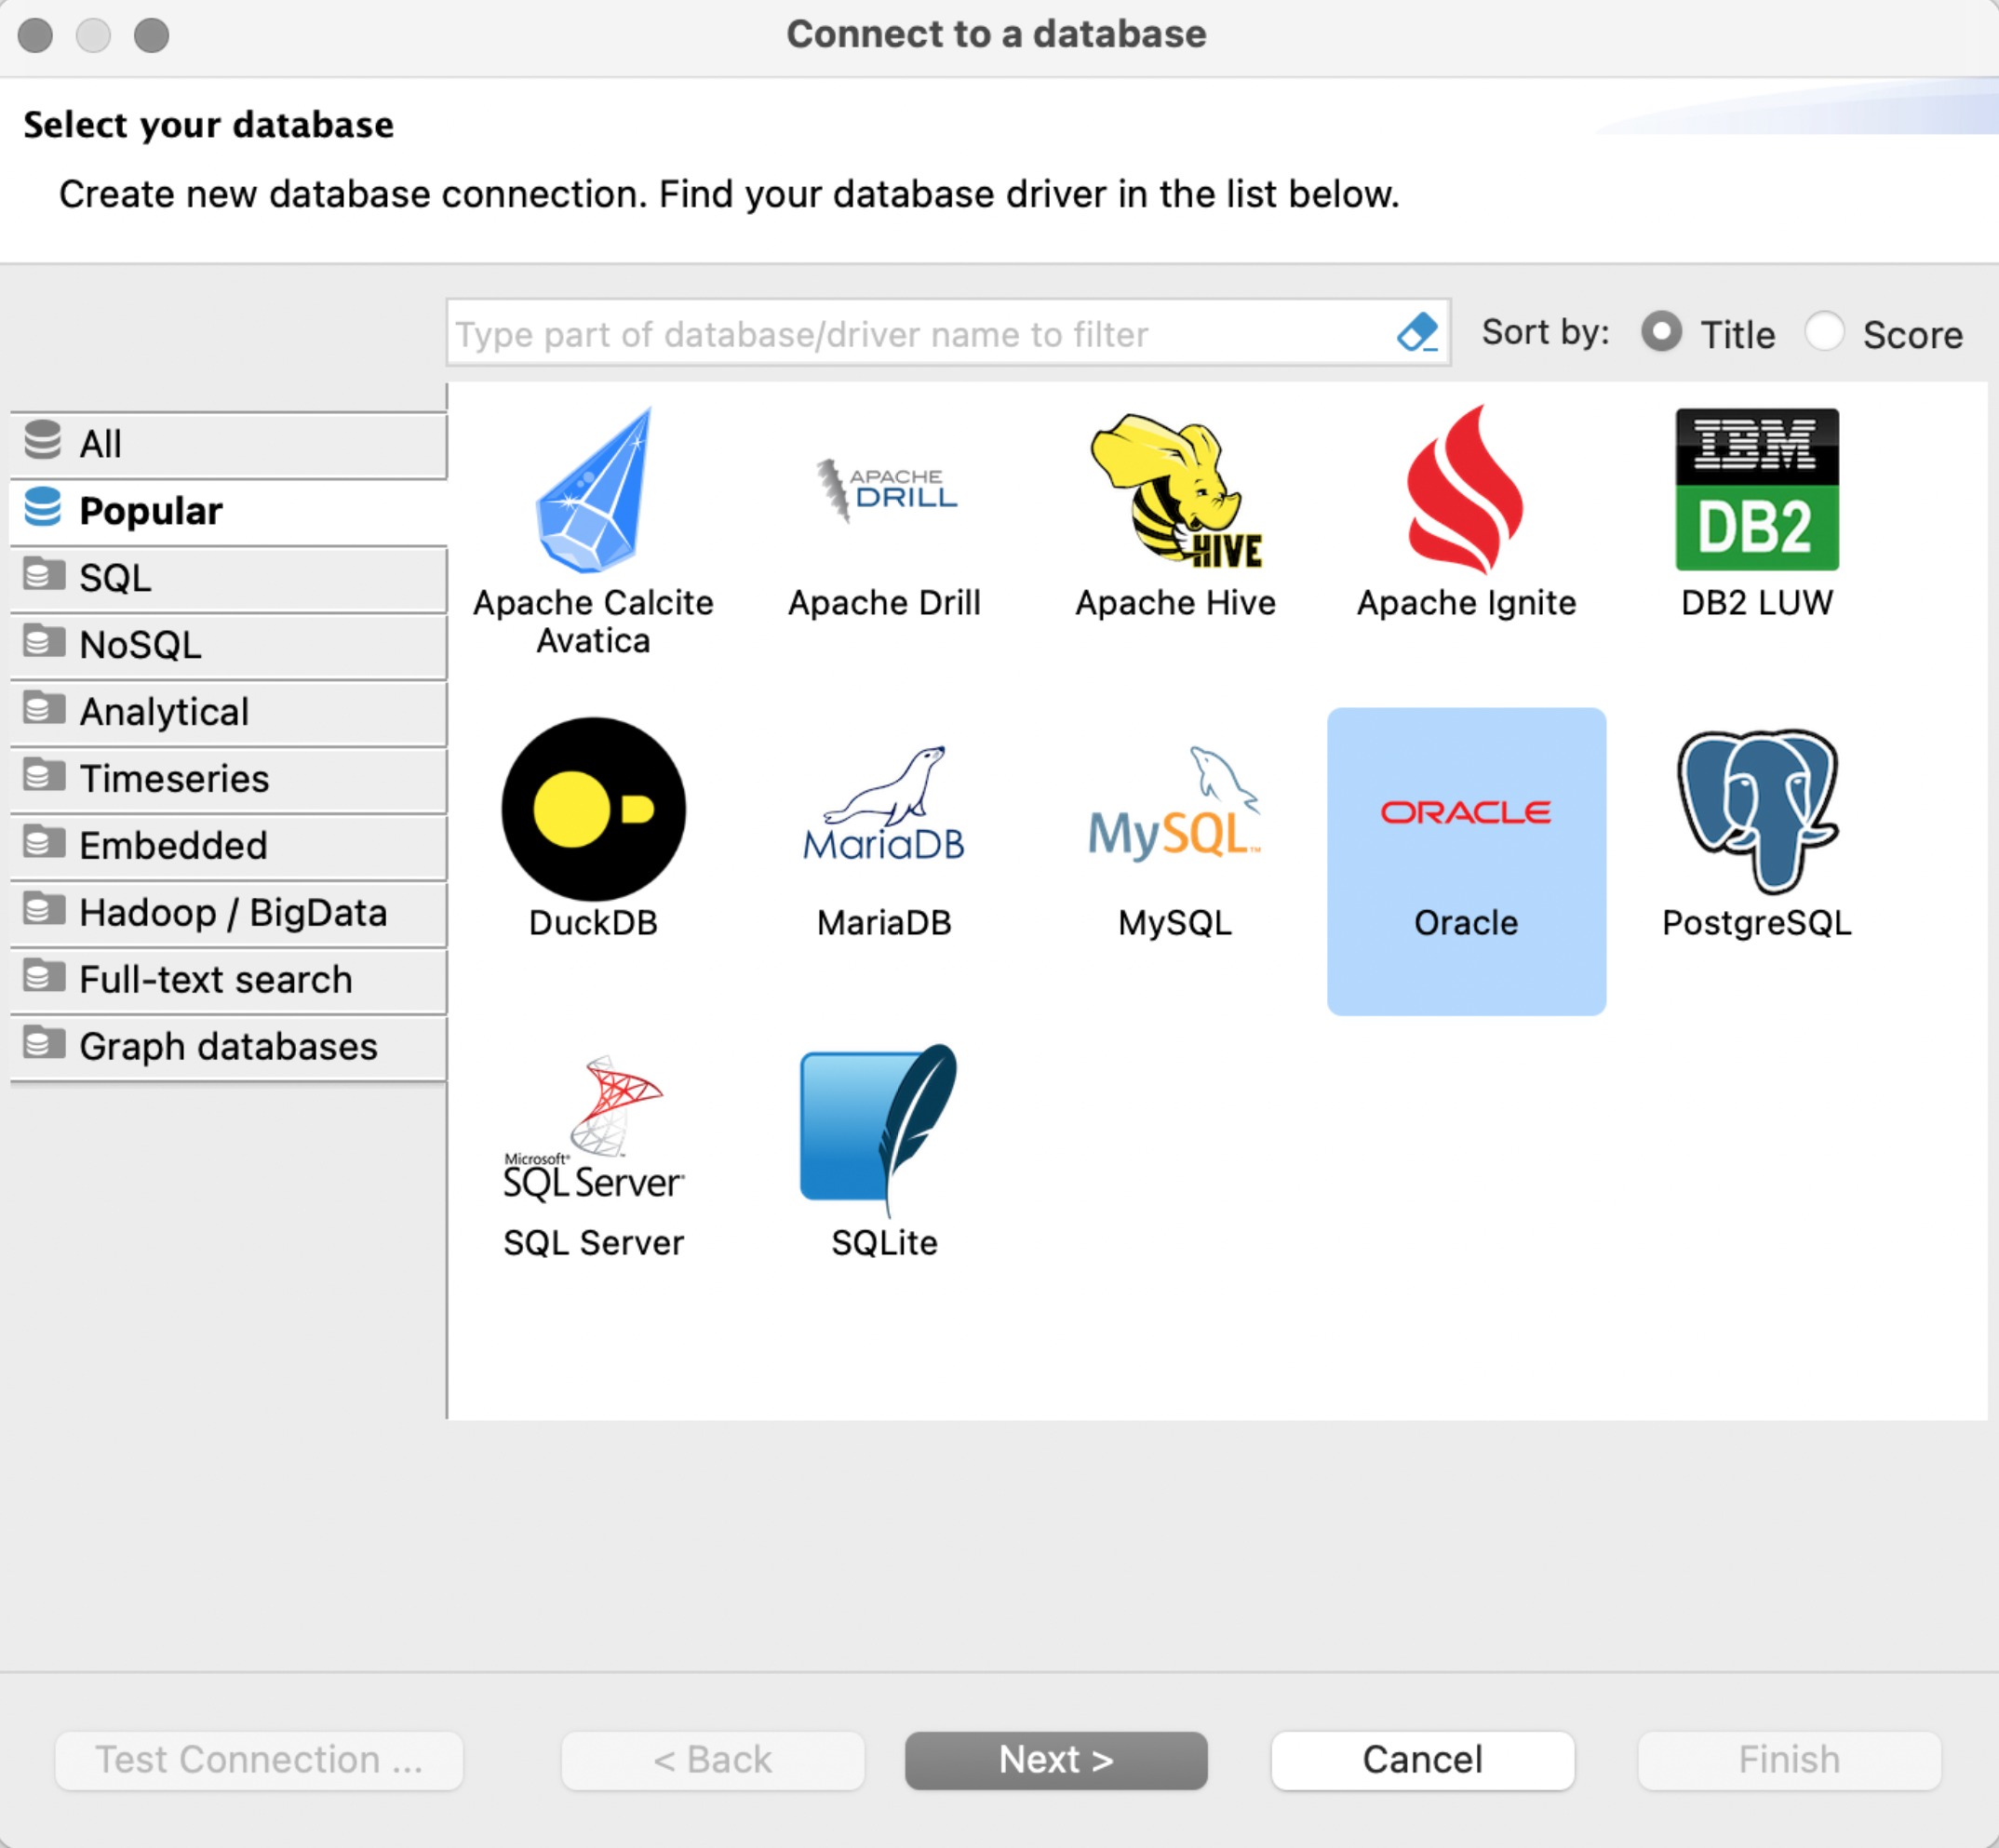 Connect to a database
Select your database
Create new database connection. Find your database driver in the list below.
Type part of database/driver name to filter
Sort by: Title Score
All
Popular
SQL
NoSQL
Analytical
Timeseries
Embedded
Hadoop / BigData
Full-text search
Graph databases
APACHE
DRILL
HIVE
IBM
DB2
Apache Calcite
Avatica
Apache Drill
Apache Hive
Apache Ignite
DB2 LUW
MariaDB
MySQL™
ORACLE
DuckDB
MariaDB
MySQL
Oracle
PostgreSQL
Microsoft®
SQL Server
SQL Server
SQLite
Test Connection ...
< Back
Next >
Cancel
Finish